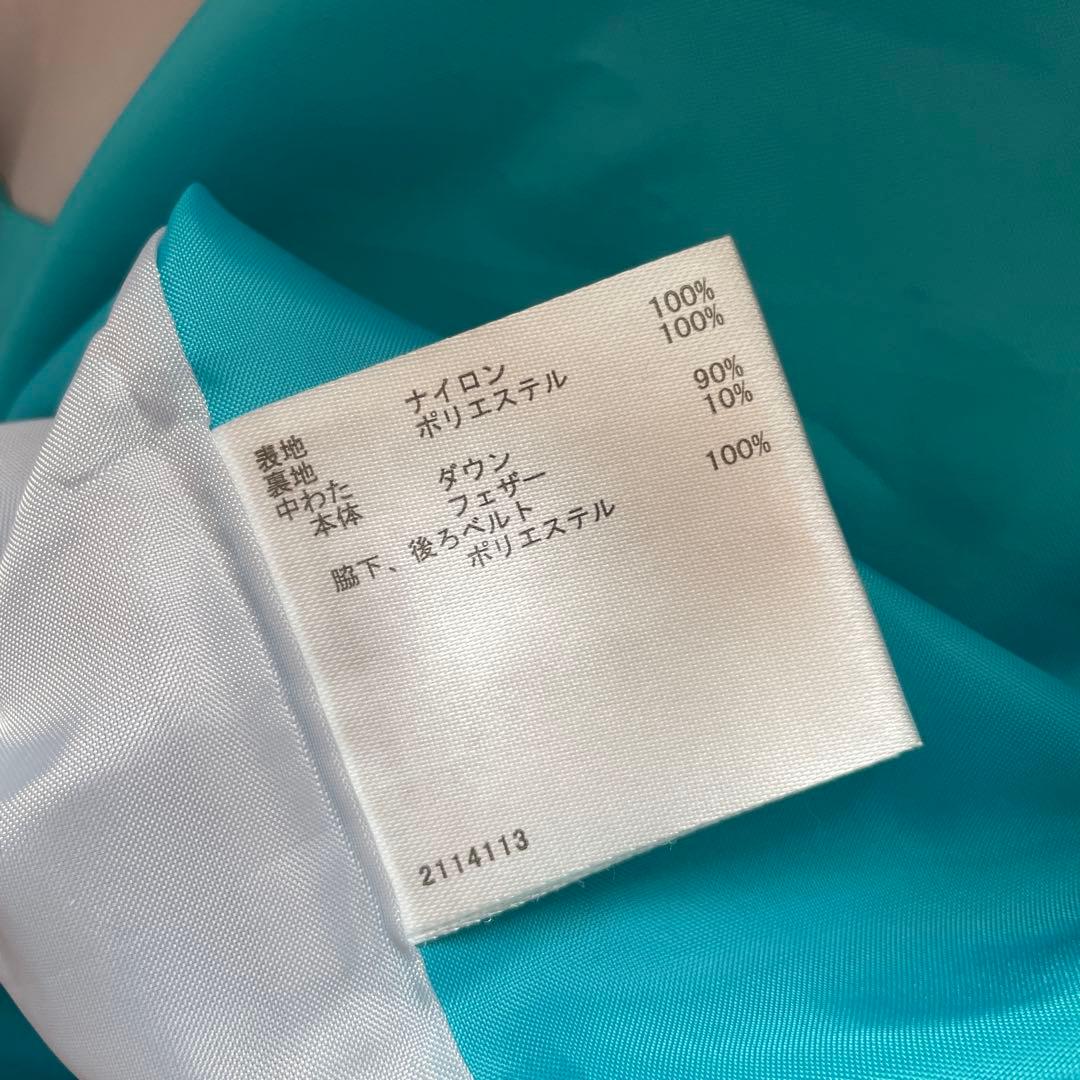 表地 ナイロン 100%
裏地 ポリエステル 100%
中わた
本体 ダウン 90%
フェザー 10%
脇下、後ろベルト
ポリエステル 100%
2114113